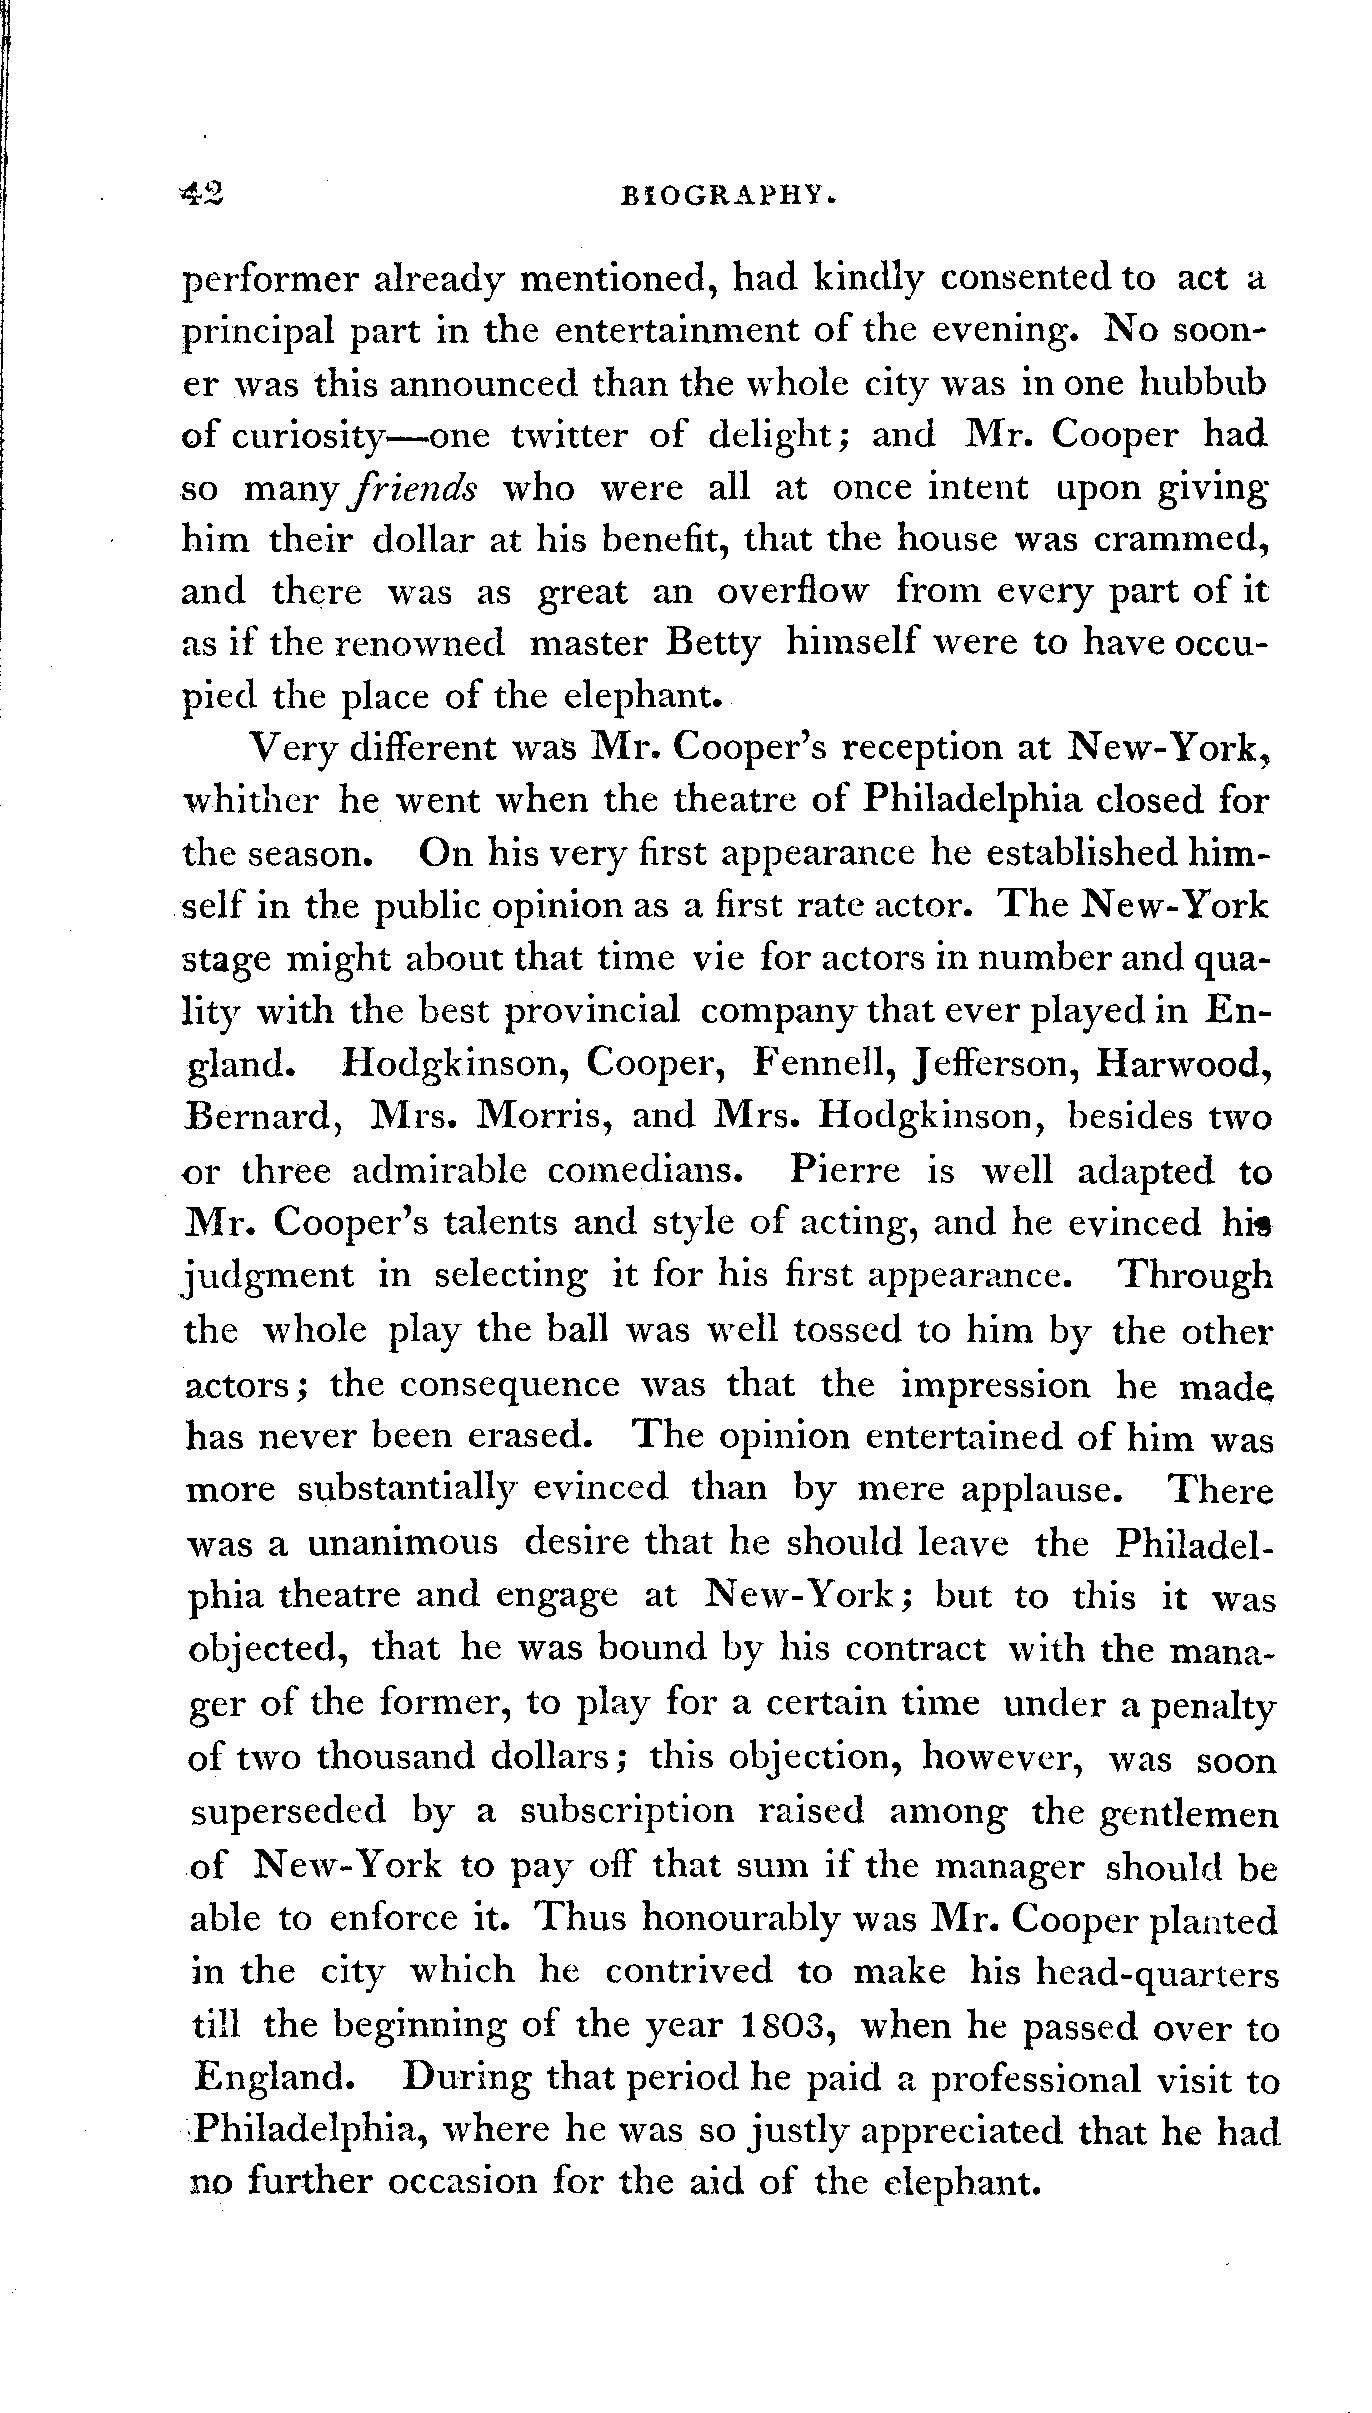 42 BIOGRAPHY.
performer already mentioned, had kindly consented to act a
principal part in the entertainment of the evening. No soon-
er was this announced than the whole city was in one hubbub
of curiosity—one twitter of delight; and Mr. Cooper had
so many friends who were all at once intent upon giving
him their dollar at his benefit, that the house was crammed,
and there was as great an overflow from every part of it
as if the renowned master Betty himself were to have occu-
pied the place of the elephant.
Very different was Mr. Cooper's reception at New-York,
whither he went when the theatre of Philadelphia closed for
the season. On his very first appearance he established him-
self in the public opinion as a first rate actor. The New-York
stage might about that time vie for actors in number and qua-
lity with the best provincial company that ever played in En-
gland. Hodgkinson, Cooper, Fennell, Jefferson, Harwood,
Bernard, Mrs. Morris, and Mrs. Hodgkinson, besides two
or three admirable comedians. Pierre is well adapted to
Mr. Cooper's talents and style of acting, and he evinced his
judgment in selecting it for his first appearance. Through
the whole play the ball was well tossed to him by the other
actors; the consequence was that the impression he made
has never been erased. The opinion entertained of him was
more substantially evinced than by mere applause. There
was a unanimous desire that he should leave the Philadel-
phia theatre and engage at New-York; but to this it was
objected, that he was bound by his contract with the mana-
ger of the former, to play for a certain time under a penalty
of two thousand dollars; this objection, however, was soon
superseded by a subscription raised among the gentlemen
of New-York to pay off that sum if the manager should be
able to enforce it. Thus honourably was Mr. Cooper planted
in the city which he contrived to make his head-quarters
till the beginning of the year 1803, when he passed over to
England. During that period he paid a professional visit to
Philadelphia, where he was so justly appreciated that he had
no further occasion for the aid of the elephant.